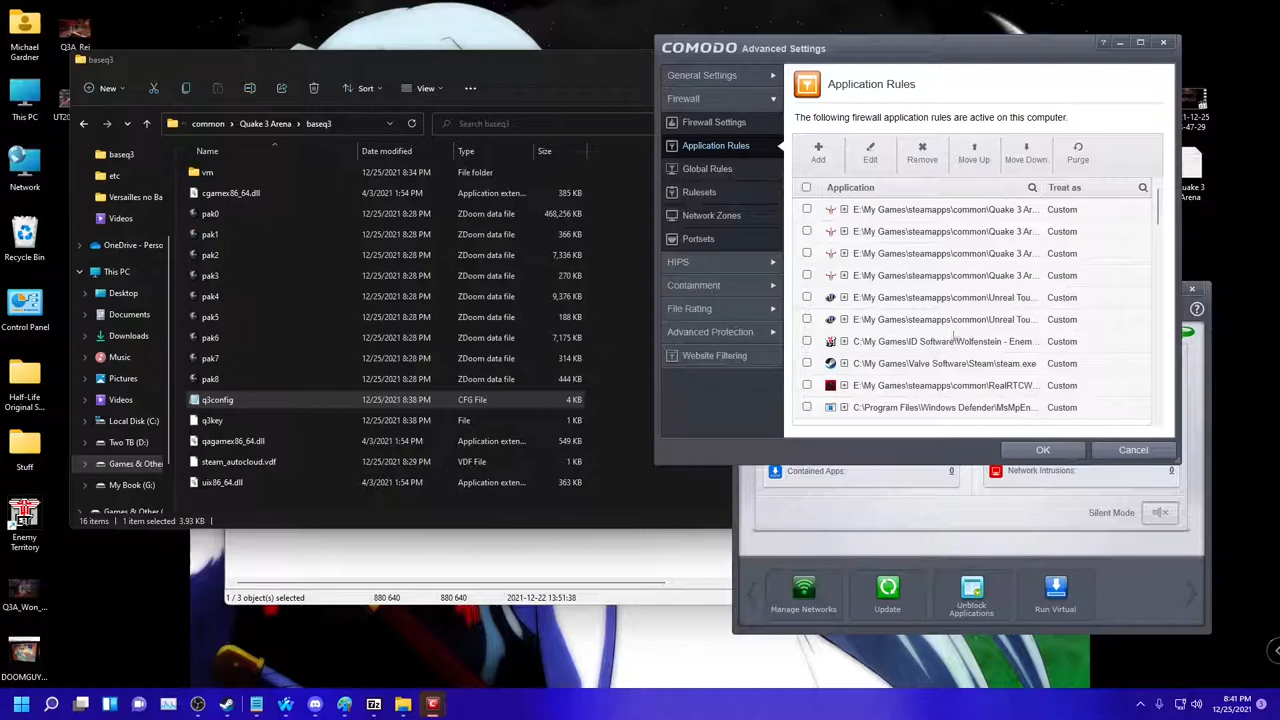 Michael
Gardner
This PC
Network
Recycle Bin
Control Panel
Half-Life
Stuff
Enemy
Territory
Q3A_Won_...
DOOMGUY...
Q3A_Rei
baseq3
New
Sort
View
common
Quake 3 Arena
baseq3
Search baseq3
baseq3
etc
Versailles no Ba
Videos
OneDrive - Perso
This PC
Desktop
Documents
Downloads
Music
Pictures
Videos
Local Disk (C:)
Two TB (D:)
Games & Other
My Book (G:)
Games & Other (
Name Date modified Type Size
vm 12/25/2021 8:34 PM File folder
cgamex86_64.dll 4/3/2021 1:54 PM Application exten... 385 KB
pak0 12/25/2021 8:28 PM ZDoom data file 468,256 KB
pak1 12/25/2021 8:28 PM ZDoom data file 366 KB
pak2 12/25/2021 8:28 PM ZDoom data file 7,336 KB
pak3 12/25/2021 8:28 PM ZDoom data file 270 KB
pak4 12/25/2021 8:28 PM ZDoom data file 9,376 KB
pak5 12/25/2021 8:28 PM ZDoom data file 188 KB
pak6 12/25/2021 8:28 PM ZDoom data file 7,175 KB
pak7 12/25/2021 8:28 PM ZDoom data file 314 KB
pak8 12/25/2021 8:28 PM ZDoom data file 444 KB
q3config 12/25/2021 8:38 PM CFG File 4 KB
q3key 12/25/2021 8:38 PM File 1 KB
qagamex86_64.dll 4/3/2021 1:54 PM Application exten... 549 KB
steam_autocloud.vdf 12/25/2021 8:29 PM VDF File 1 KB
uix86_64.dll 4/3/2021 1:54 PM Application exten... 363 KB
16 items 1 item selected 3.93 KB
1 / 3 object(s) selected 880 640 880 640 2021-12-22 13:51:38
COMODO Advanced Settings
General Settings
Firewall
Firewall Settings
Application Rules
Global Rules
Rulesets
Network Zones
Portsets
HIPS
Containment
File Rating
Advanced Protection
Website Filtering
Application Rules
The following firewall application rules are active on this computer.
Add Edit Remove Move Up Move Down Purge
Application Treat as
E:\My Games\steamapps\common\Quake 3 Ar... Custom
E:\My Games\steamapps\common\Quake 3 Ar... Custom
E:\My Games\steamapps\common\Quake 3 Ar... Custom
E:\My Games\steamapps\common\Quake 3 Ar... Custom
E:\My Games\steamapps\common\Unreal Tou... Custom
E:\My Games\steamapps\common\Unreal Tou... Custom
C:\My Games\ID Software\Wolfenstein - Enem... Custom
C:\My Games\Valve Software\Steam\steam.exe Custom
E:\My Games\steamapps\common\RealRTCW... Custom
C:\Program Files\Windows Defender\MsMpEn... Custom
OK Cancel
Contained Apps: 0
Network Intrusions: 0
Silent Mode
Manage Networks
Update
Unblock
Applications
Run Virtual
Quake 3
Arena
8:41 PM
12/25/2021
3